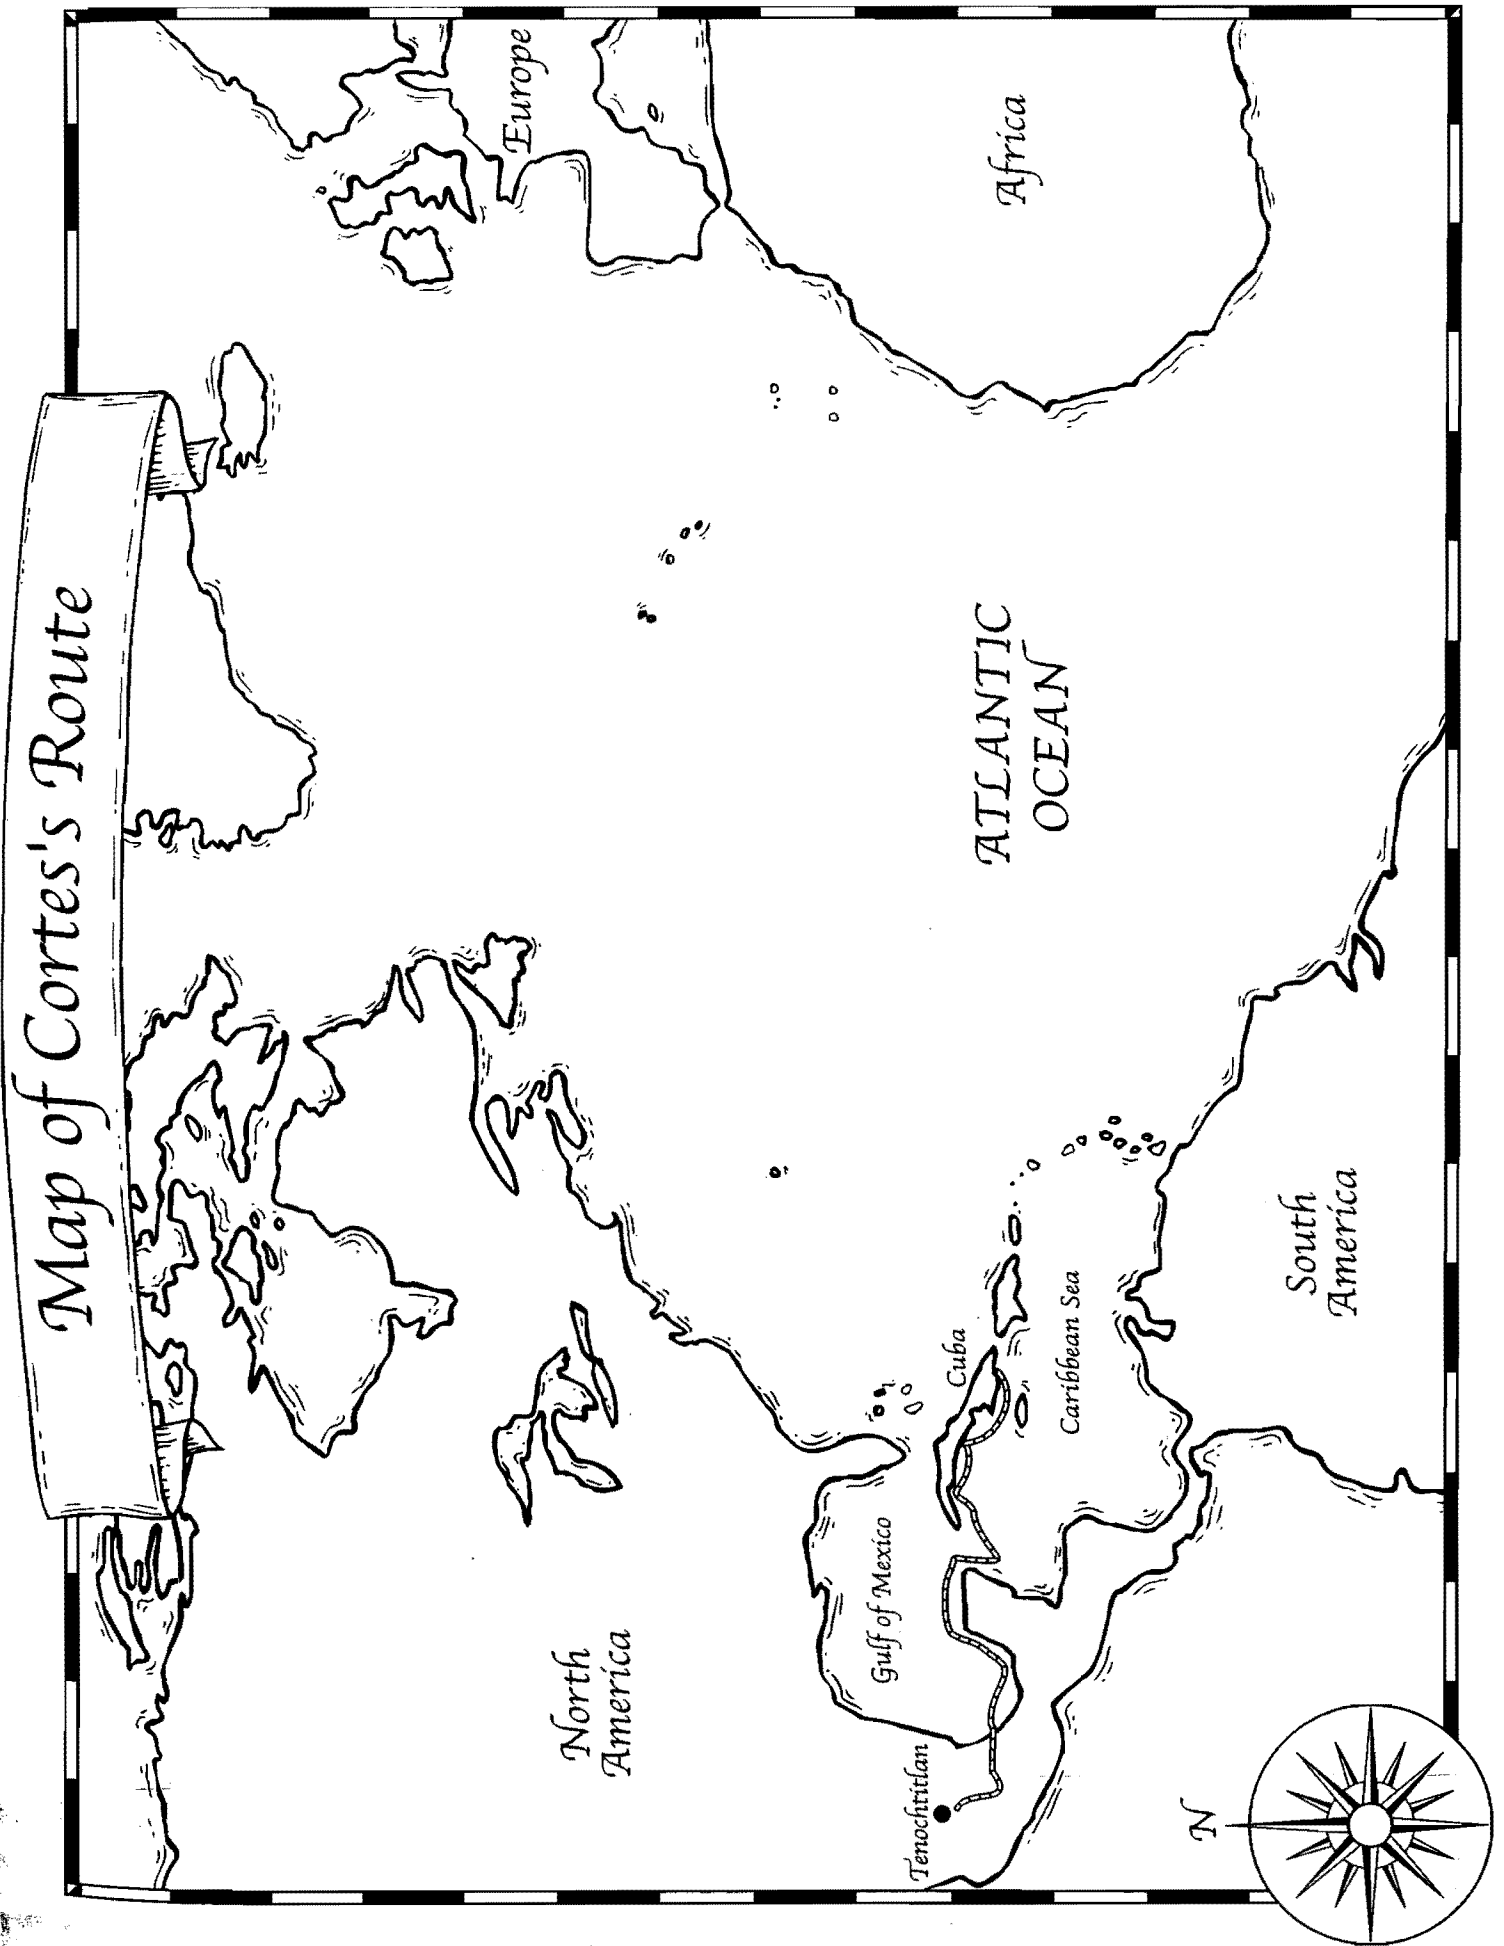 Map of Cortes's Route
Europe
Africa
ATLANTIC
OCEAN
North
America
Gulf of Mexico
Cuba
Caribbean Sea
South
America
Tenochtitlan
N